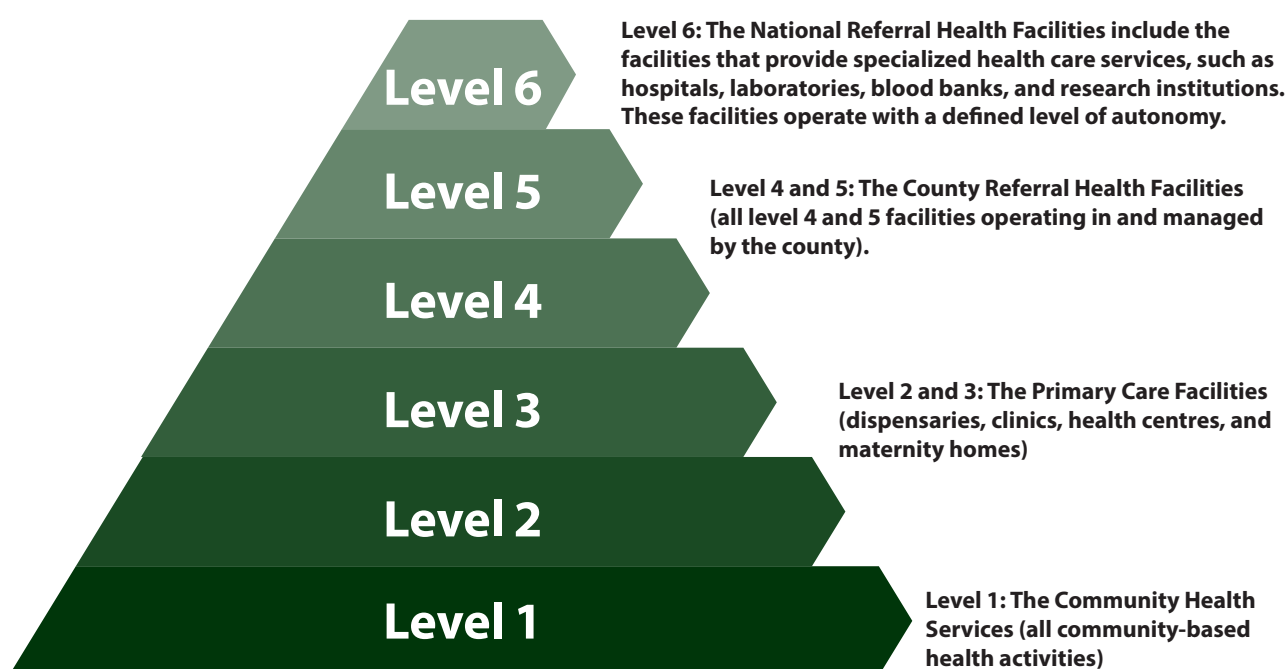 Level 6
Level 6: The National Referral Health Facilities include the
facilities that provide specialized health care services, such as
hospitals, laboratories, blood banks, and research institutions.
These facilities operate with a defined level of autonomy.
Level 5
Level 4 and 5: The County Referral Health Facilities
(all level 4 and 5 facilities operating in and managed
by the county).
Level 4
Level 3
Level 2 and 3: The Primary Care Facilities
(dispensaries, clinics, health centres, and
maternity homes)
Level 2
Level 1
Level 1: The Community Health
Services (all community-based
health activities)